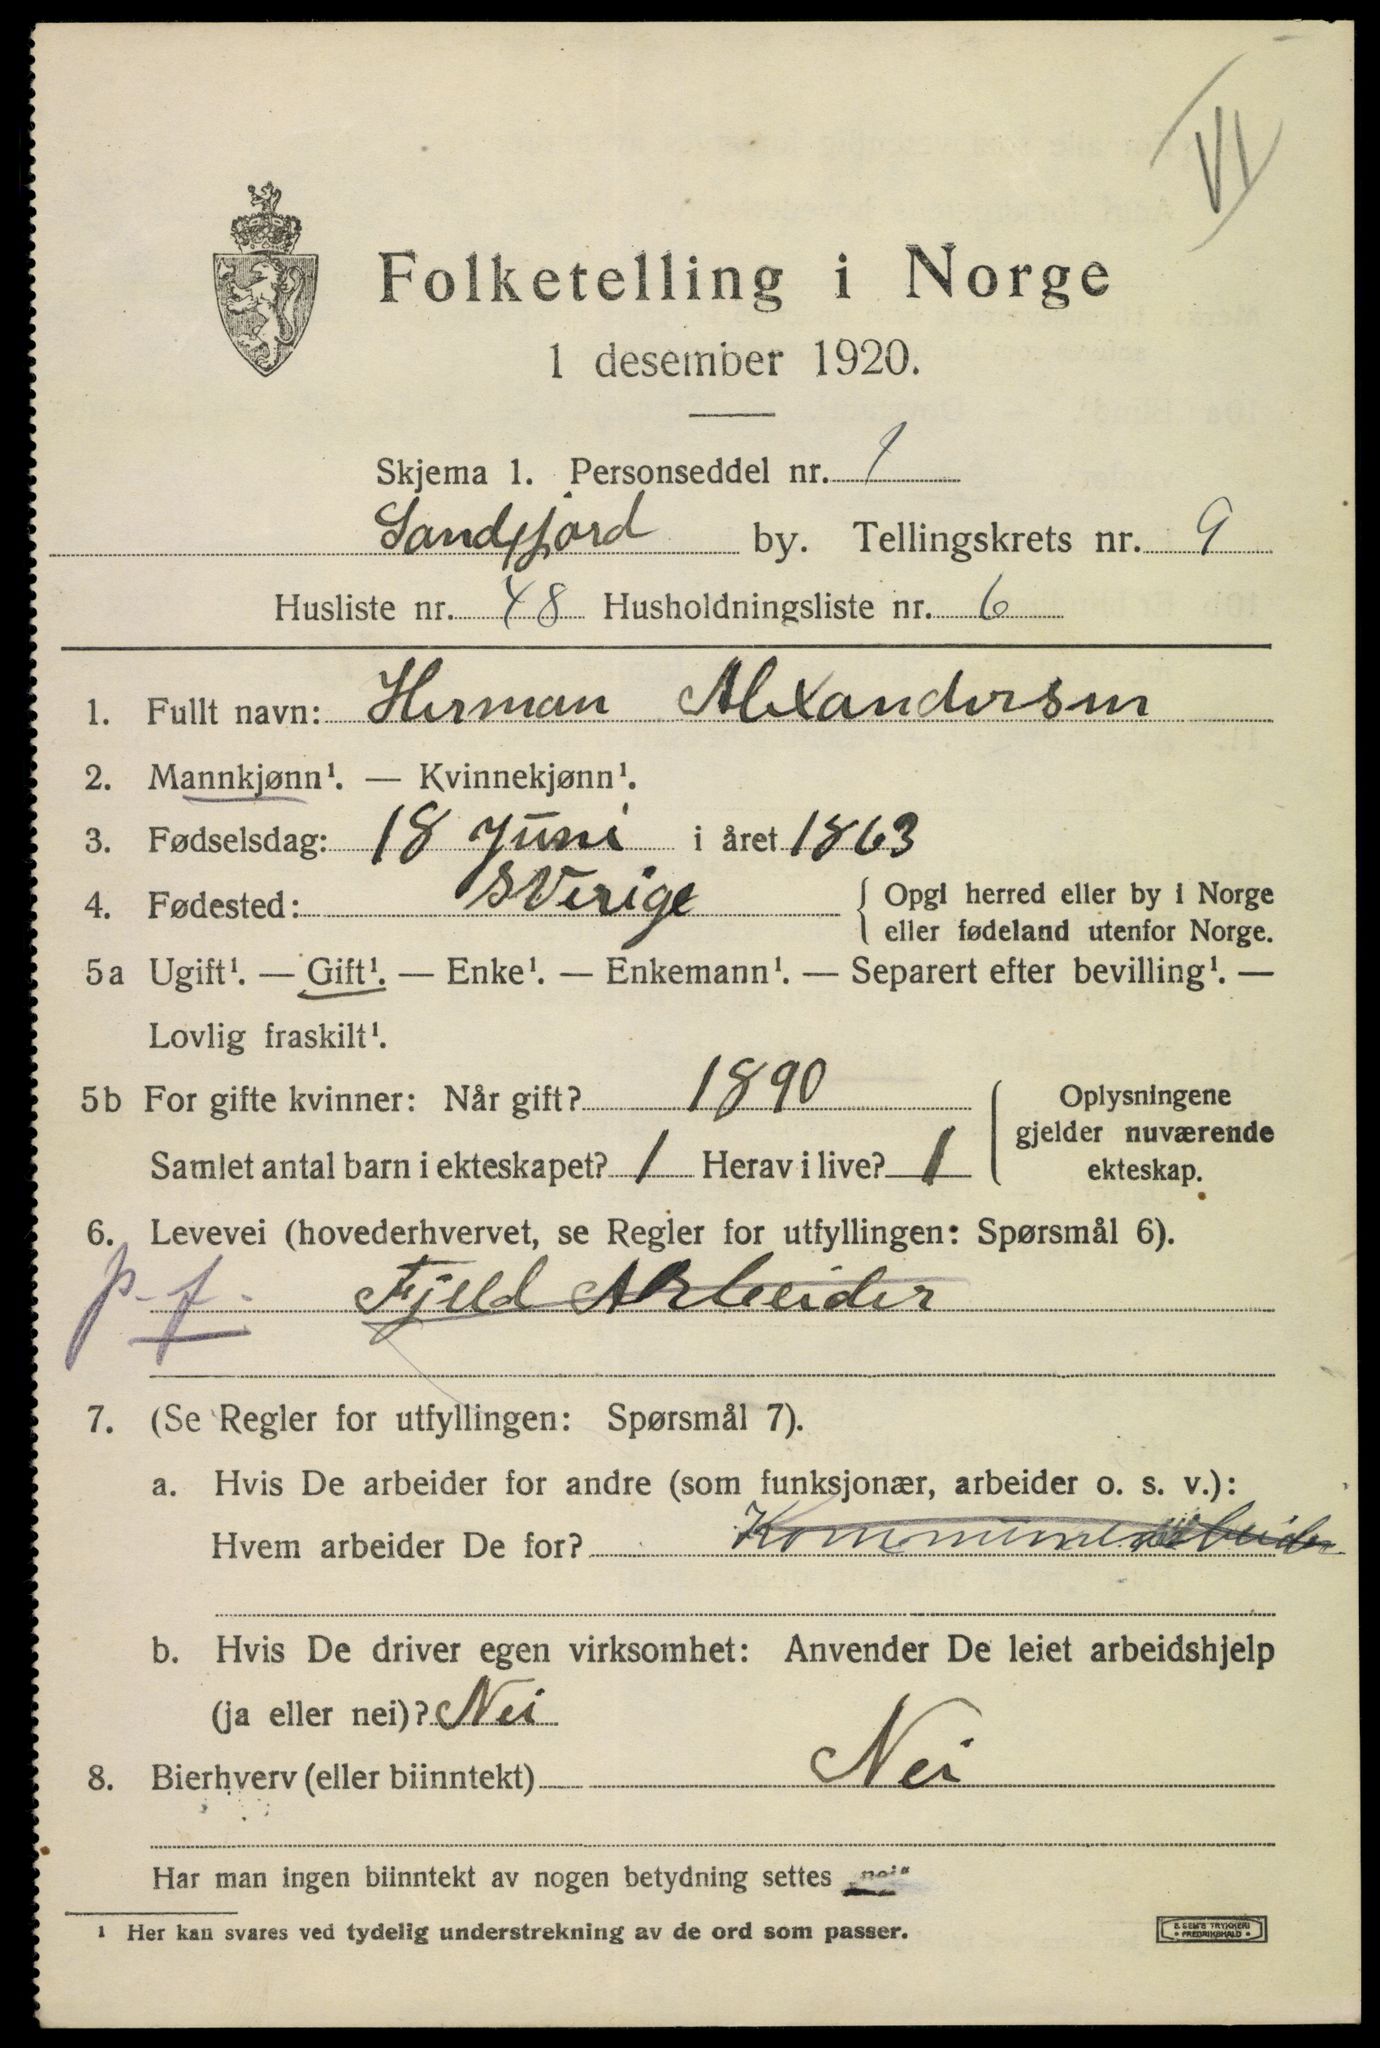 VI
Folketelling i Norge
1 desember 1920.
Skjema 1. Personseddel nr. 1
Sandefjord by. Tellingskrets nr. 9
Husliste nr. 48 Husholdningsliste nr. 6
1. Fullt navn: Herman Alexandersen
2. Mannkjønn¹. — Kvinnekjønn¹.
3. Fødselsdag: 18 Juni i året 1863
4. Fødested: SVerige { Opgi herred eller by i Norge
eller fødeland utenfor Norge.
5a Ugift¹. — Gift¹. — Enke¹. — Enkemann¹. — Separert efter bevilling¹. —
Lovlig fraskilt¹.
5b For gifte kvinner: Når gift? 1890
Samlet antal barn i ekteskapet? 1 Herav i live? 1
Oplysningene
gjelder nuværende
ekteskap.
6. Levevei (hovederhvervet, se Regler for utfyllingen: Spørsmål 6).
p.f. Fjeld Arbeider
7. (Se Regler for utfyllingen: Spørsmål 7).
a. Hvis De arbeider for andre (som funksjonær, arbeider o. s. v.):
Hvem arbeider De for? Kommunearbeider
b. Hvis De driver egen virksomhet: Anvender De leiet arbeidshjelp
(ja eller nei)? Nei
8. Bierhverv (eller biinntekt) Nei
Har man ingen biinntekt av nogen betydning settes „nei"
¹ Her kan svares ved tydelig understrekning av de ord som passer.
E. SEM'S TRYKKERI
• FREDRIKSHALD •